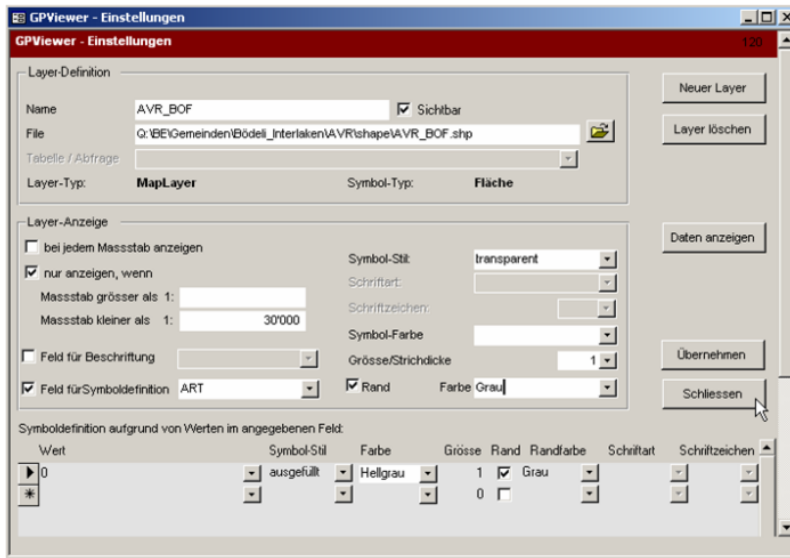 GPViewer - Einstellungen
GPViewer - Einstellungen 1.20
Layer-Definition
Name AVR_BOF Sichtbar
File Q:\BE\Gemeinden\Bödeli_Interlaken\AVR\shape\AVR_BOF.shp
Tabelle / Abfrage
Layer-Typ: MapLayer Symbol-Typ: Fläche
Neuer Layer
Layer löschen
Layer-Anzeige
bei jedem Massstab anzeigen
nur anzeigen, wenn
Massstab grösser als 1:
Massstab kleiner als 1: 30'000
Feld für Beschriftung
Feld fürSymboldefinition ART
Symbol-Stil: transparent
Schriftart:
Schriftzeichen:
Symbol-Farbe
Grösse/Strichdicke 1
Rand Farbe Grau
Daten anzeigen
Übernehmen
Schliessen
Symboldefinition aufgrund von Werten im angegebenen Feld:
Wert Symbol-Stil Farbe Grösse Rand Randfarbe Schriftart Schriftzeichen
0 ausgefüllt Hellgrau 1 Grau
0